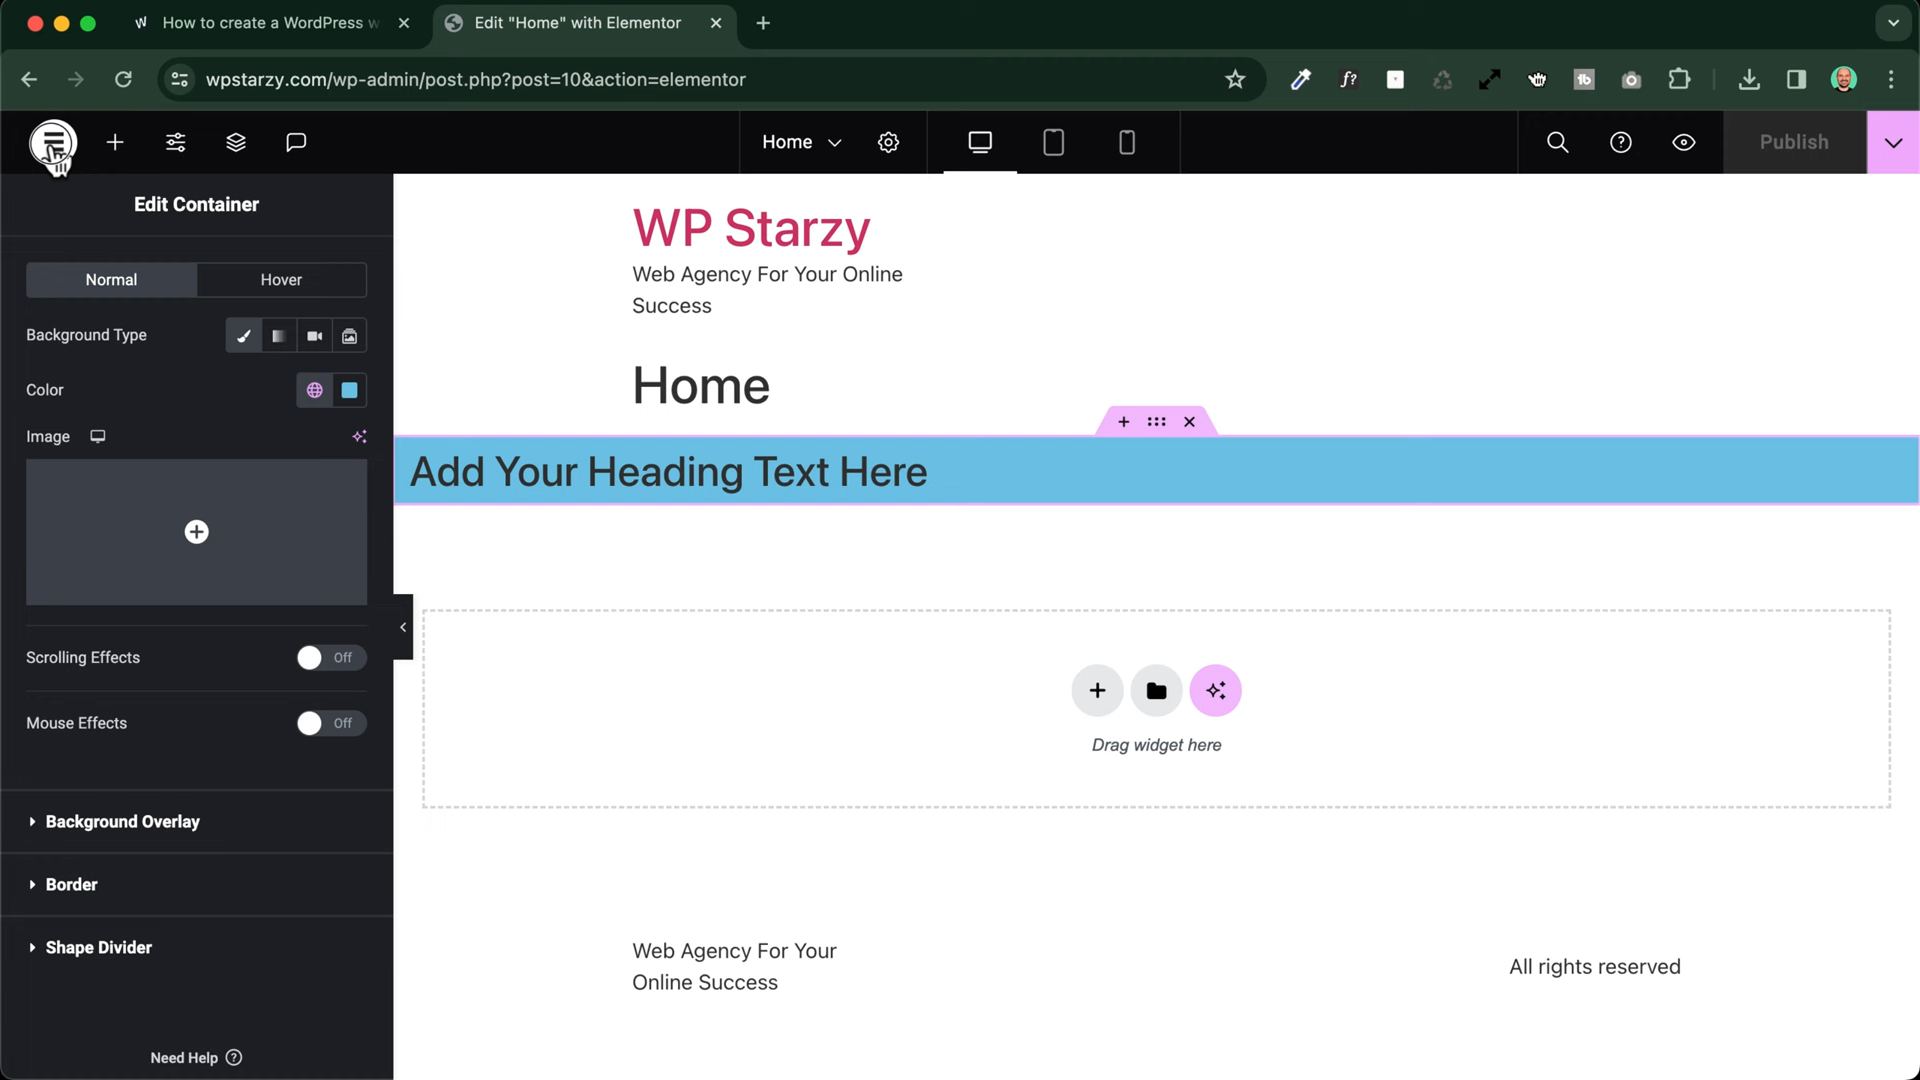 How to create a WordPress w
Edit "Home" with Elementor
wpstarzy.com/wp-admin/post.php?post=10&action=elementor
f?
tb
Home
Publish
Edit Container
Normal
Hover
Background Type
Color
Image
Scrolling Effects
Off
Mouse Effects
Off
Background Overlay
Border
Shape Divider
Need Help
WP Starzy
Web Agency For Your Online
Success
Home
Add Your Heading Text Here
Drag widget here
Web Agency For Your
Online Success
All rights reserved